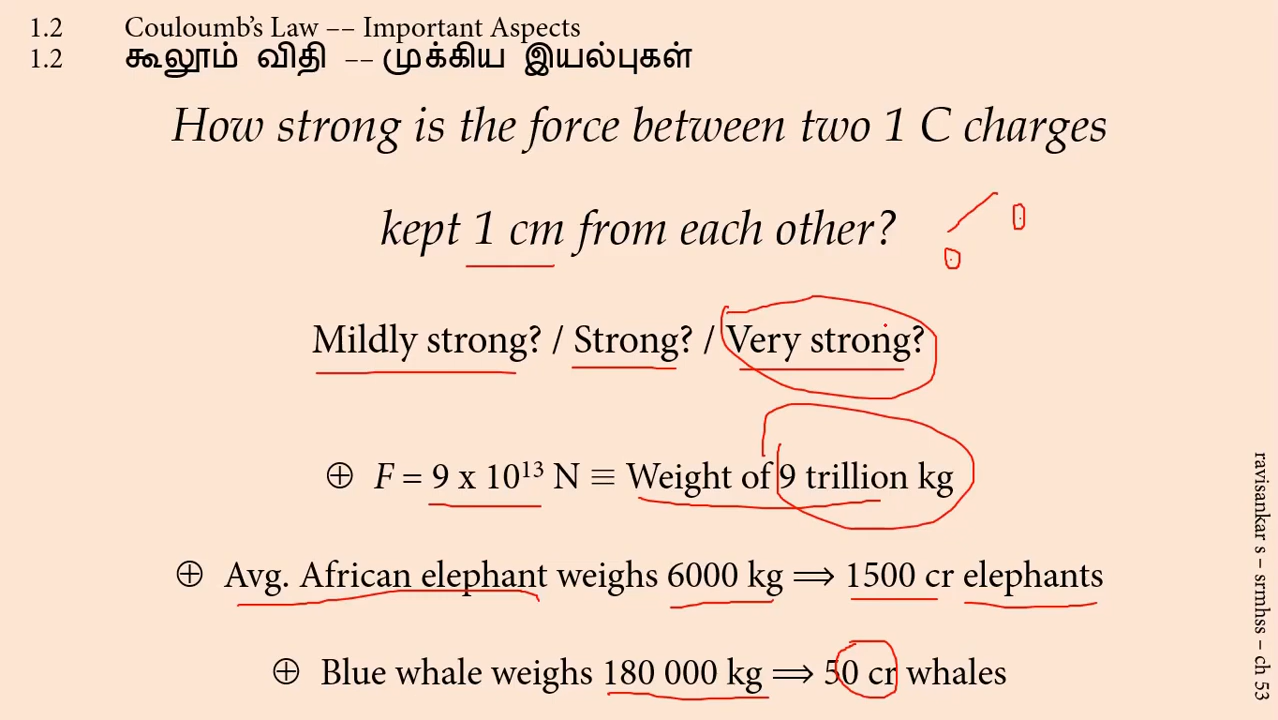 1.2 Couloumb's Law –– Important Aspects
1.2 கூலூம் விதி –– முக்கிய இயல்புகள்
How strong is the force between two 1 C charges
kept 1 cm from each other?
Mildly strong? / Strong? / Very strong?
⊕ F = 9 x 10¹³ N ≡ Weight of 9 trillion kg
⊕ Avg. African elephant weighs 6000 kg ⟹ 1500 cr elephants
⊕ Blue whale weighs 180 000 kg ⟹ 50 cr whales
ravisankar s – srmhss – ch 53